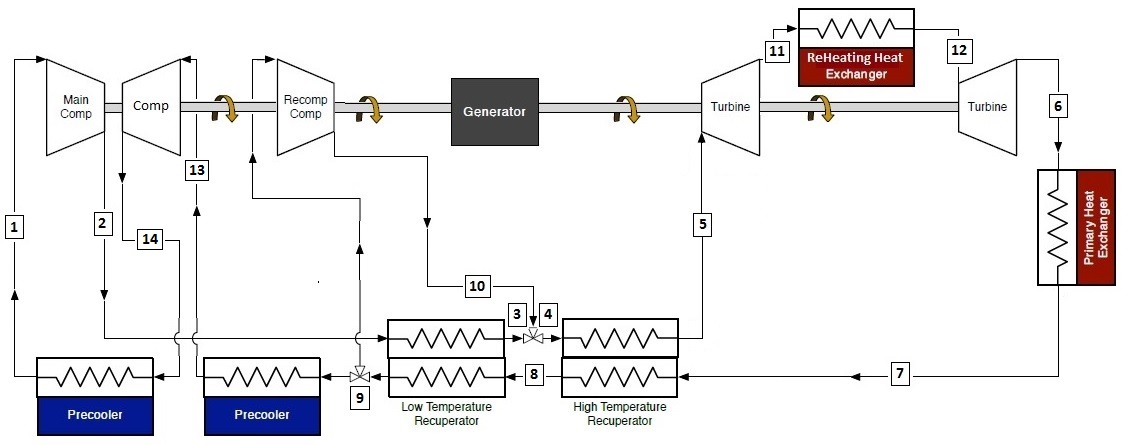 11
ReHeating Heat
Exchanger
12
Main
Comp
Comp
Recomp
Comp
Generator
Turbine
Turbine
6
13
1
2
14
5
Primary Heat
Exchanger
10
3
4
8
7
9
Precooler
Precooler
Low Temperature
Recuperator
High Temperature
Recuperator